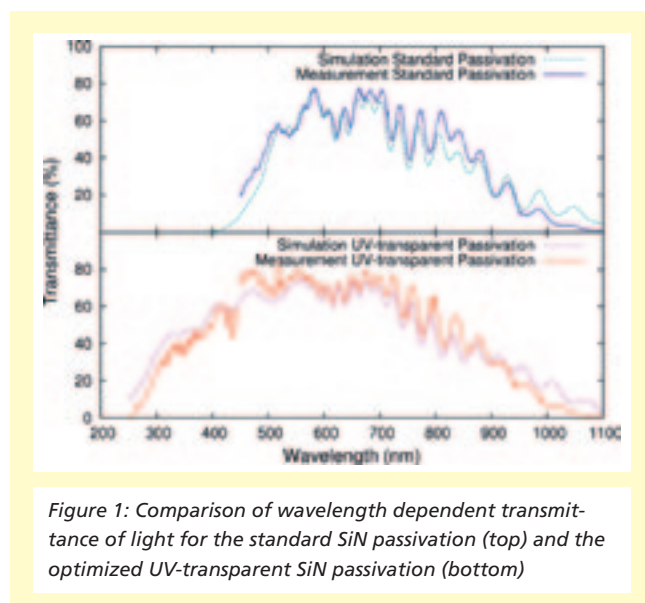 100
80
60
40
20
Simulation Standard Passivation
Measurement Standard Passivation
Transmittance (%)
80
60
40
20
0
Simulation UV-transparent Passivation
Measurement UV-transparent Passivation
200 300 400 500 600 700 800 900 1000 1100
Wavelength (nm)
Figure 1: Comparison of wavelength dependent transmit-
tance of light for the standard SiN passivation (top) and the
optimized UV-transparent SiN passivation (bottom)